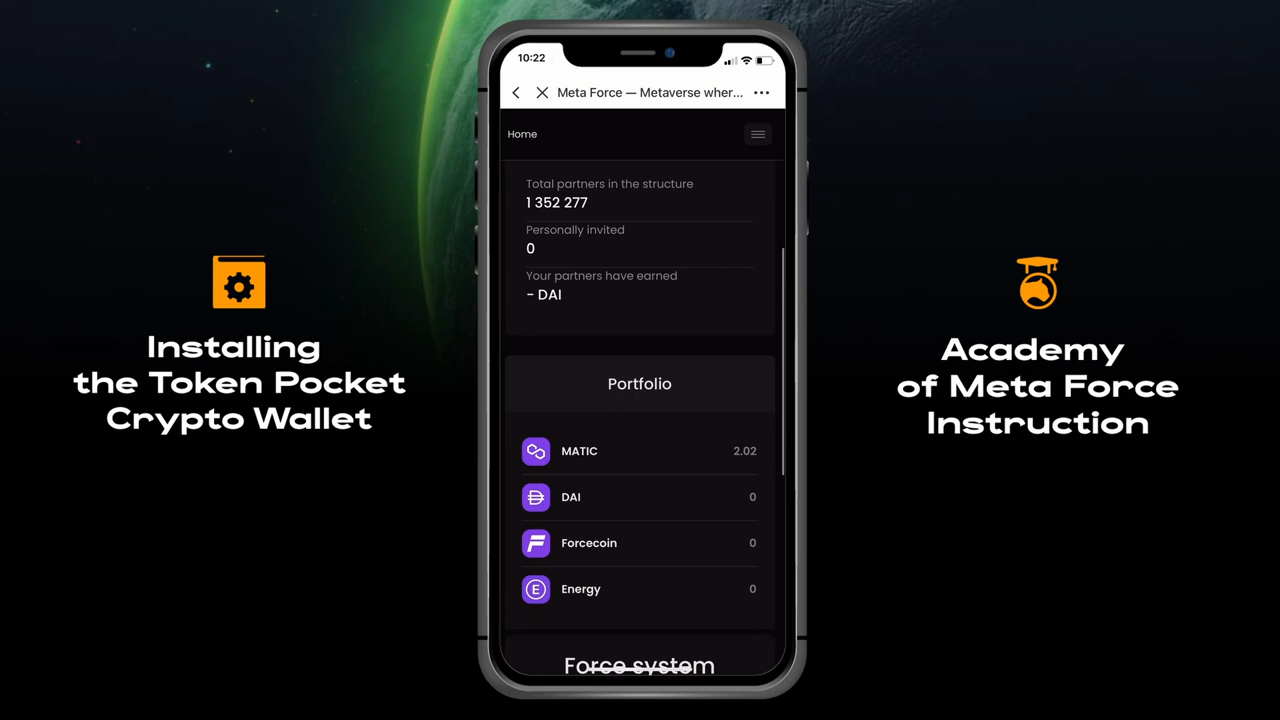 Installing
the Token Pocket
Crypto Wallet
10:22
Meta Force — Metaverse wher...
Home
Total partners in the structure
1 352 277
Personally invited
0
Your partners have earned
- DAI
Portfolio
MATIC 2.02
DAI 0
Forcecoin 0
Energy 0
Force system
Academy
of Meta Force
Instruction